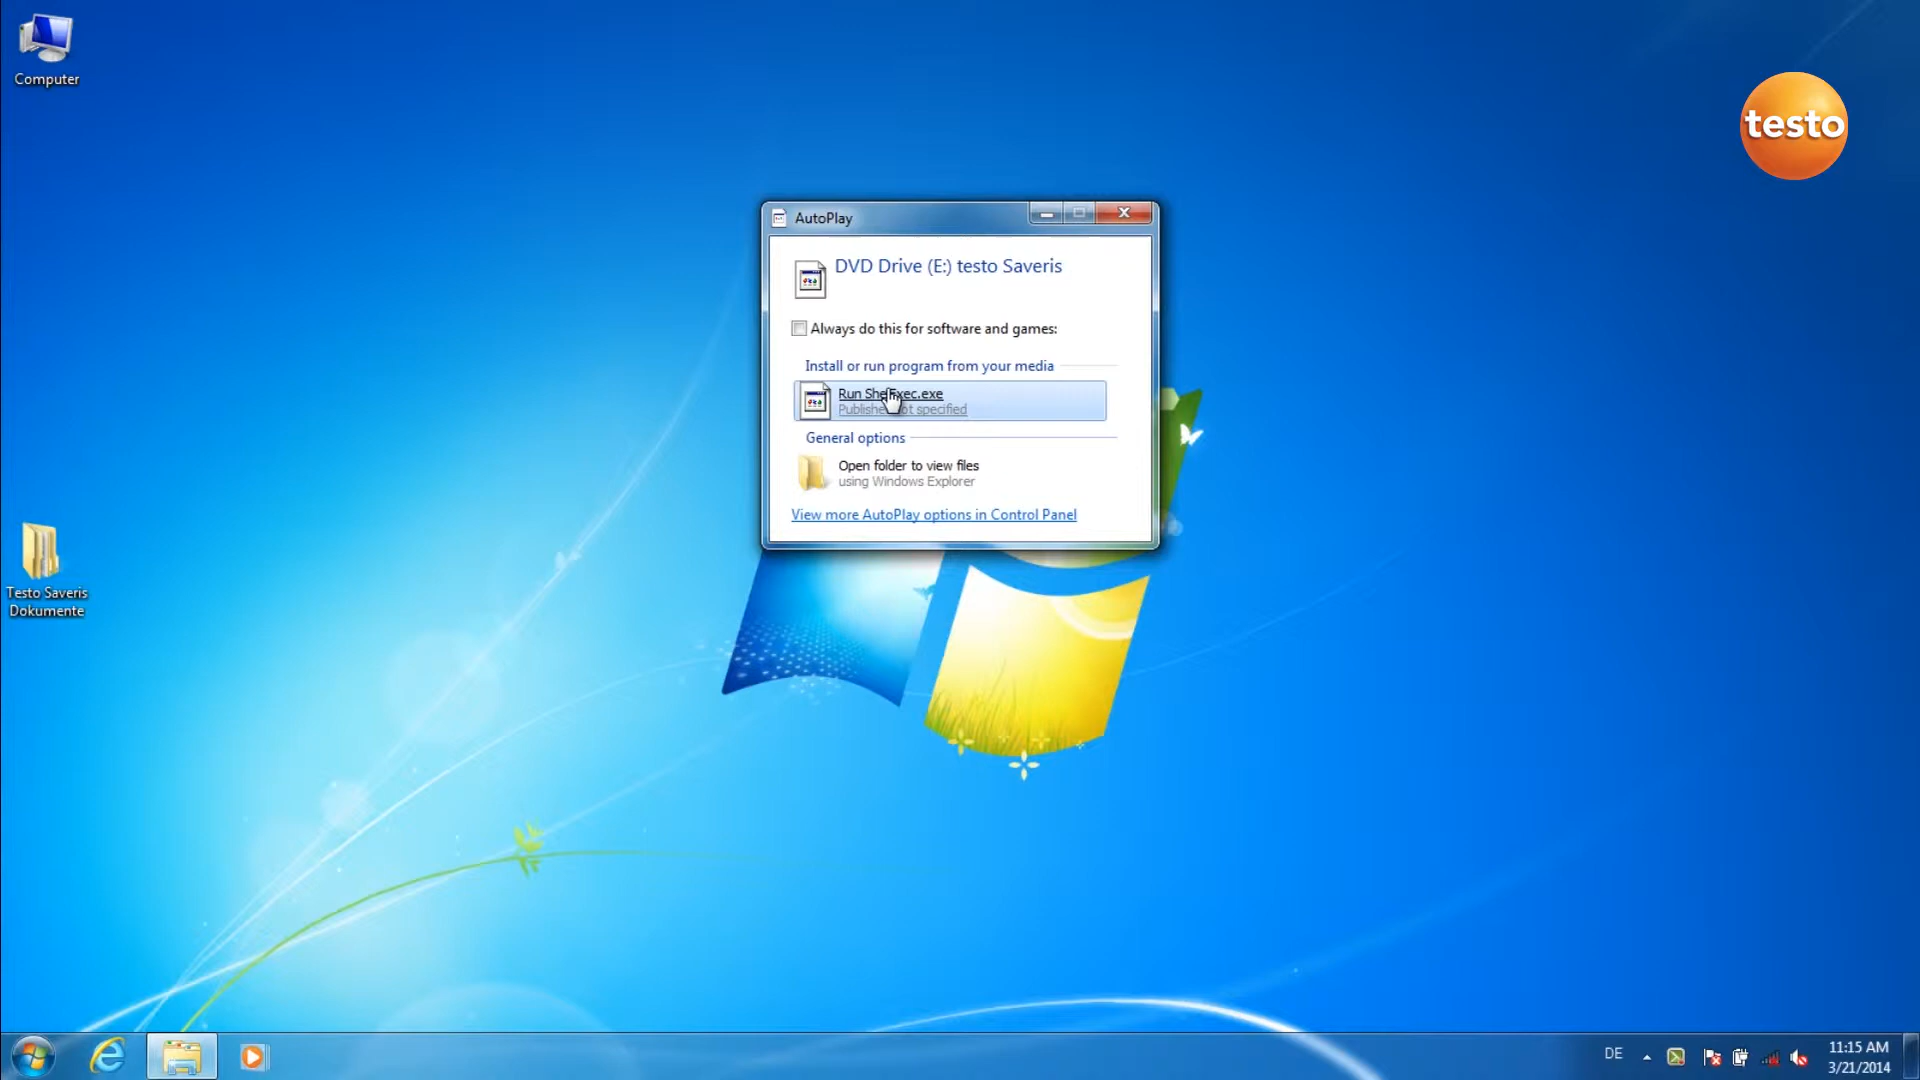 Computer
testo
AutoPlay
DVD Drive (E:) testo Saveris
Always do this for software and games:
Install or run program from your media
Run ShelExec.exe
Publisher not specified
General options
Open folder to view files
using Windows Explorer
View more AutoPlay options in Control Panel
Testo Saveris
Dokumente
DE
11:15 AM
3/21/2014